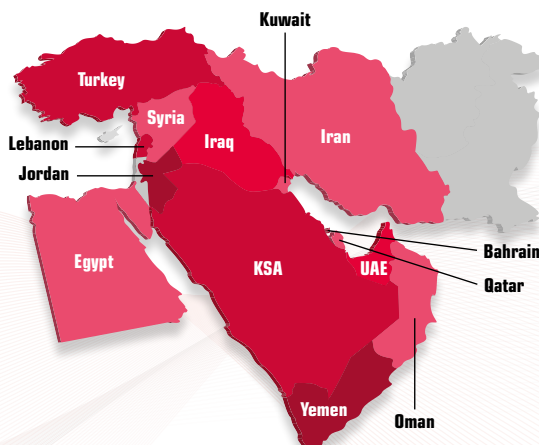 Kuwait
Turkey
Syria
Lebanon
Iraq
Iran
Jordan
Bahrain
Egypt
KSA
UAE
Qatar
Yemen
Oman